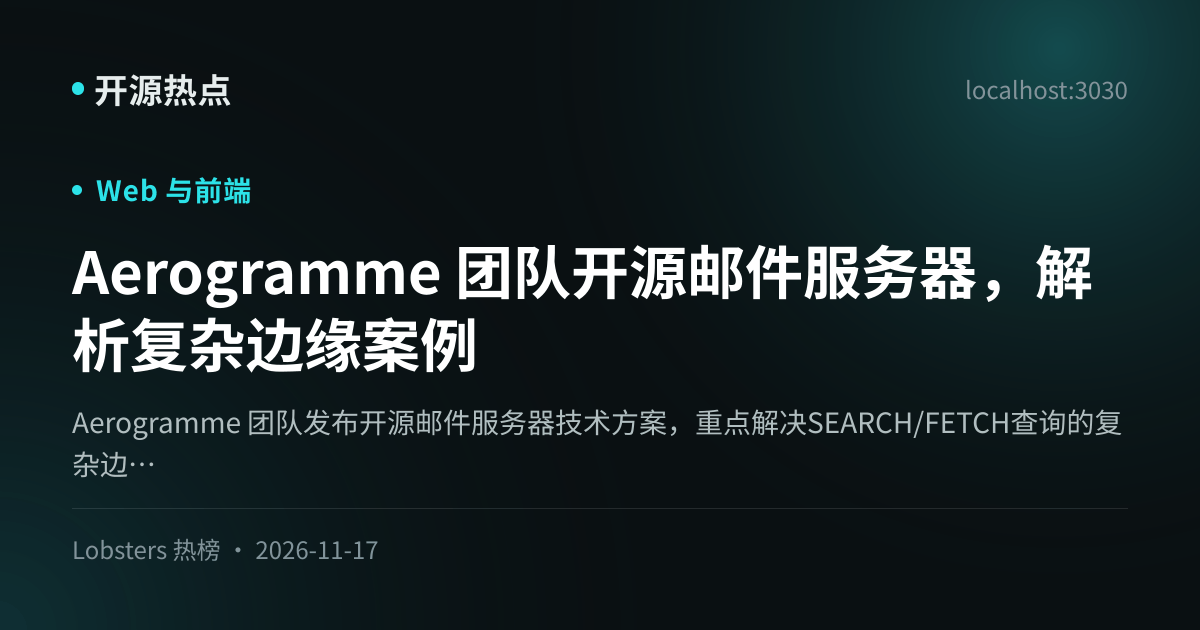 开源热点
localhost:3030
Web 与前端
Aerogramme 团队开源邮件服务器，解
析复杂边缘案例
Aerogramme 团队发布开源邮件服务器技术方案，重点解决SEARCH/FETCH查询的复
杂边…
Lobsters 热榜 • 2026-11-17